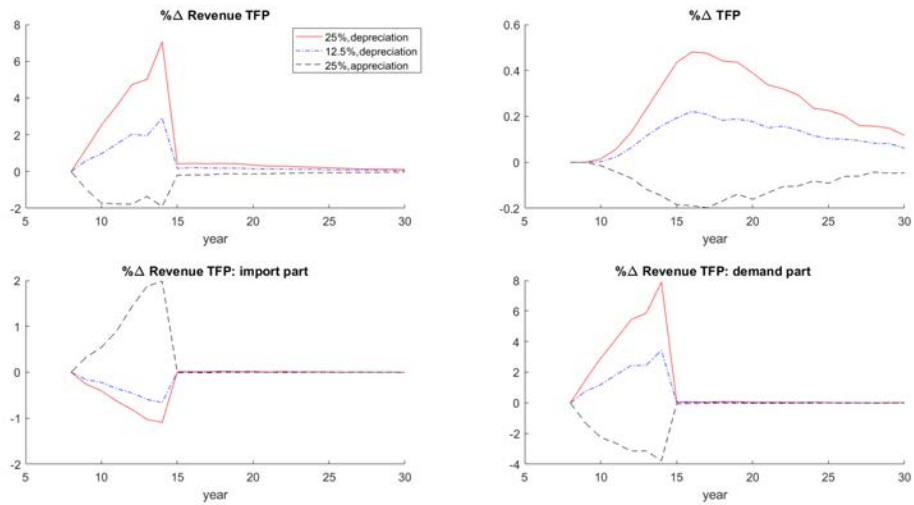 %Δ Revenue TFP
8
6
4
2
0
-2
5 10 15 20 25 30
year
25%,depreciation
12.5%,depreciation
25%,appreciation
%Δ TFP
0.6
0.4
0.2
0
-0.2
5 10 15 20 25 30
year
%Δ Revenue TFP: import part
2
1
0
-1
-2
5 10 15 20 25 30
year
%Δ Revenue TFP: demand part
8
6
4
2
0
-2
-4
5 10 15 20 25 30
year